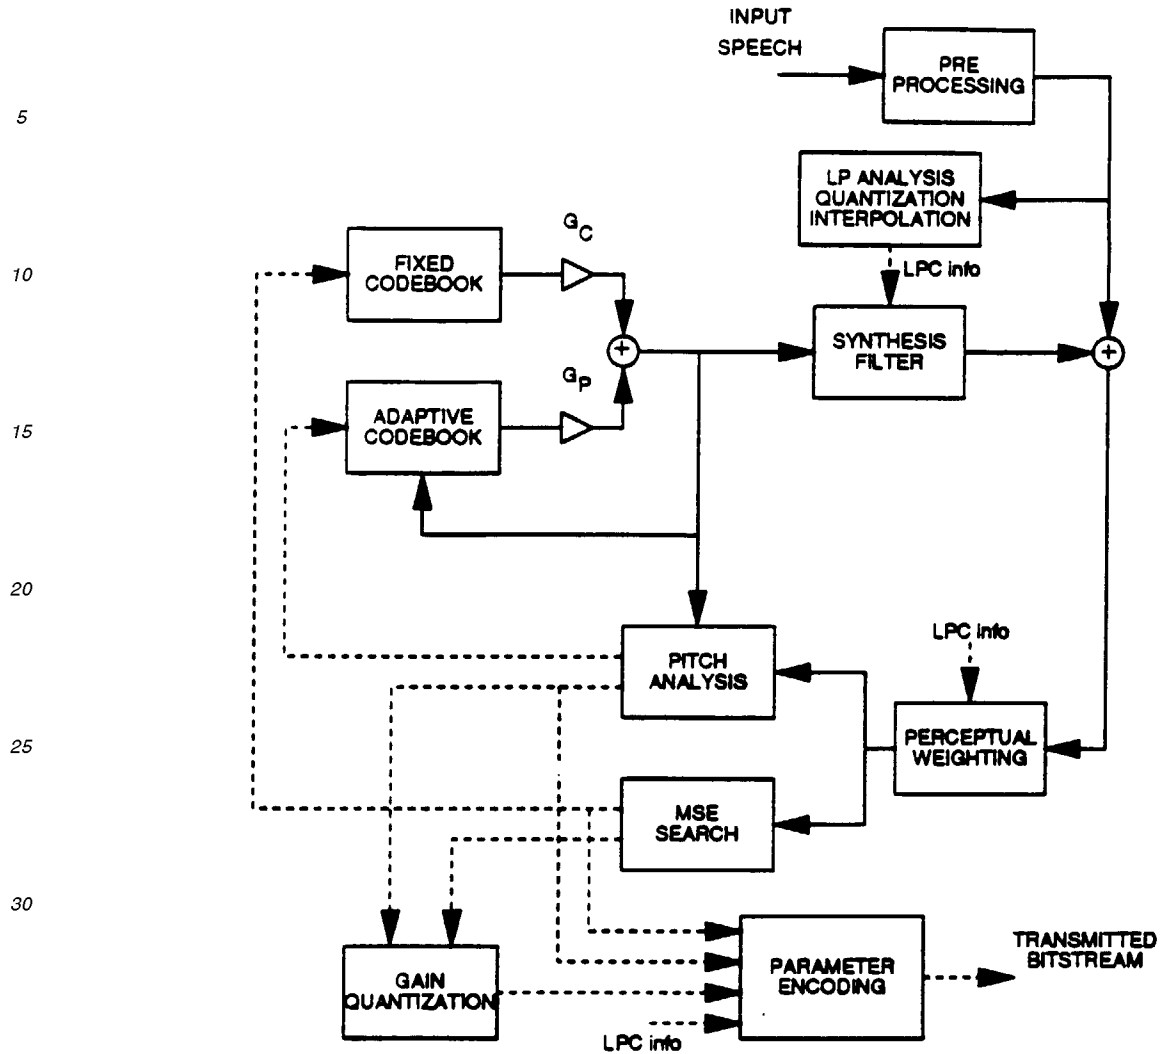 INPUT
SPEECH
PRE
PROCESSING
5
LP ANALYSIS
QUANTIZATION
INTERPOLATION
G_C
FIXED
CODEBOOK
LPC info
10
SYNTHESIS
FILTER
+
+
G_P
ADAPTIVE
CODEBOOK
15
20
LPC info
PITCH
ANALYSIS
PERCEPTUAL
WEIGHTING
25
MSE
SEARCH
30
TRANSMITTED
BITSTREAM
PARAMETER
ENCODING
GAIN
QUANTIZATION
LPC info